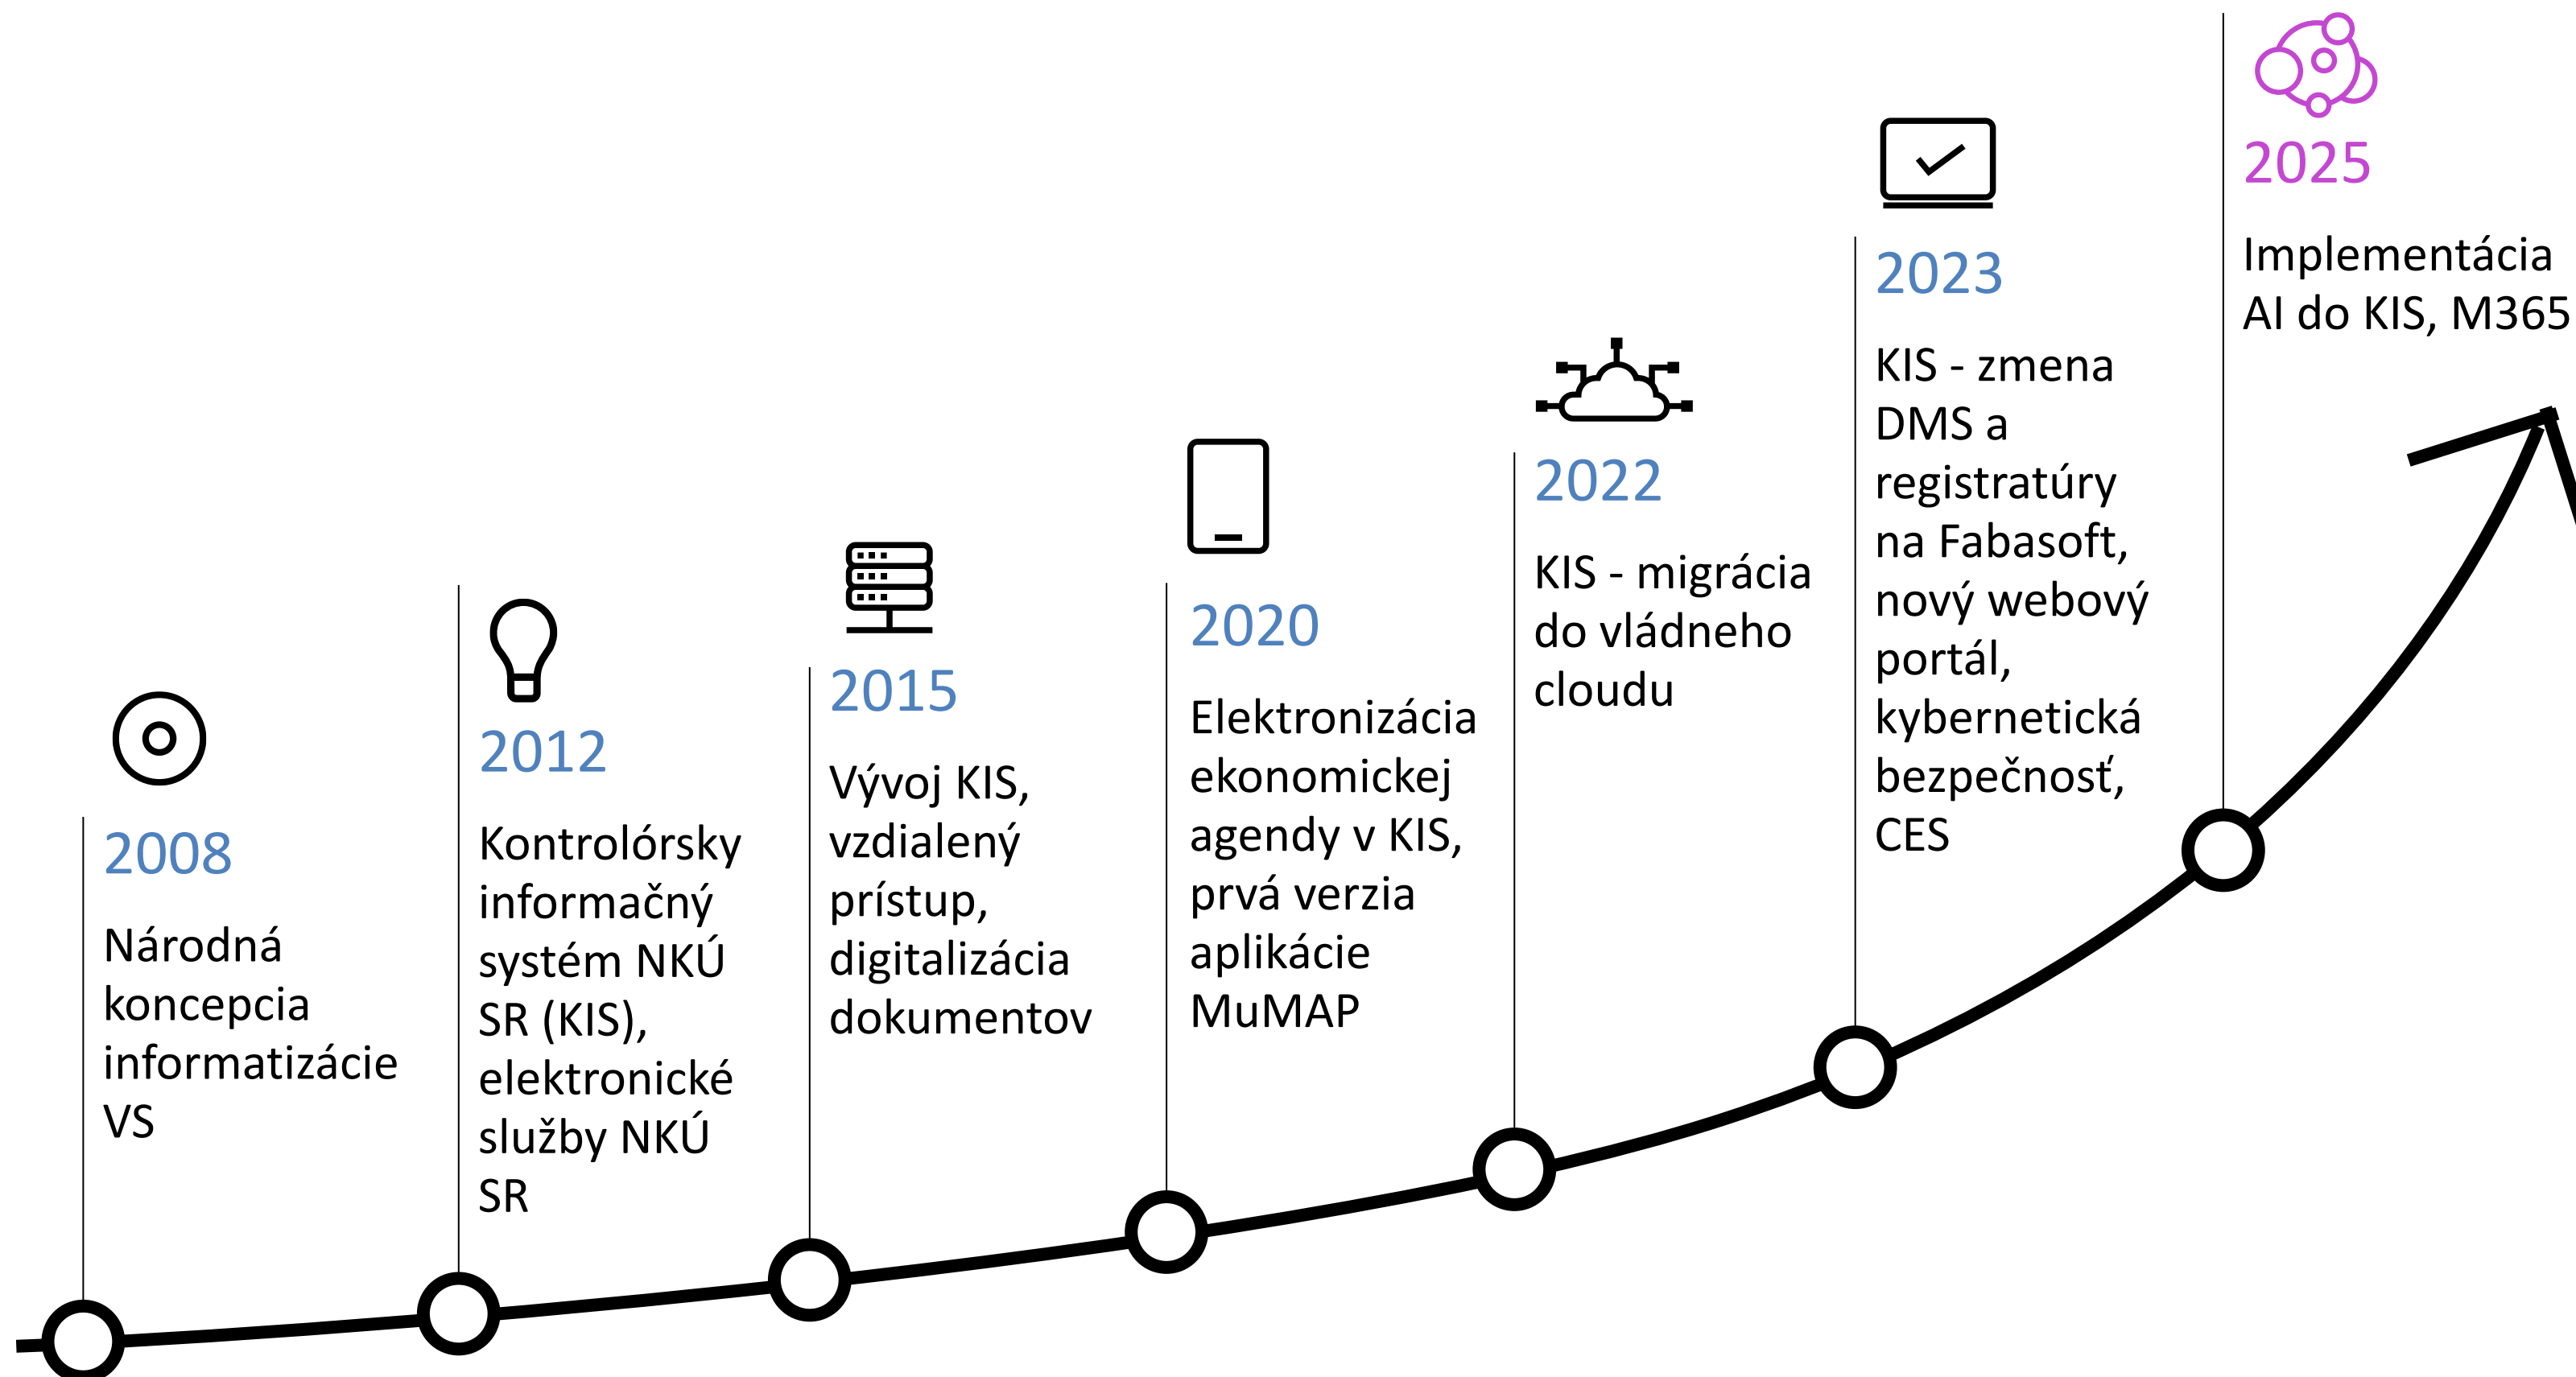 2008
Národná
koncepcia
informatizácie
VS
2012
Kontrolórsky
informačný
systém NKÚ
SR (KIS),
elektronické
služby NKÚ
SR
2015
Vývoj KIS,
vzdialený
prístup,
digitalizácia
dokumentov
2020
Elektronizácia
ekonomickej
agendy v KIS,
prvá verzia
aplikácie
MuMAP
2022
KIS - migrácia
do vládneho
cloudu
2023
KIS - zmena
DMS a
registratúry
na Fabasoft,
nový webový
portál,
kybernetická
bezpečnosť,
CES
2025
Implementácia
AI do KIS, M365